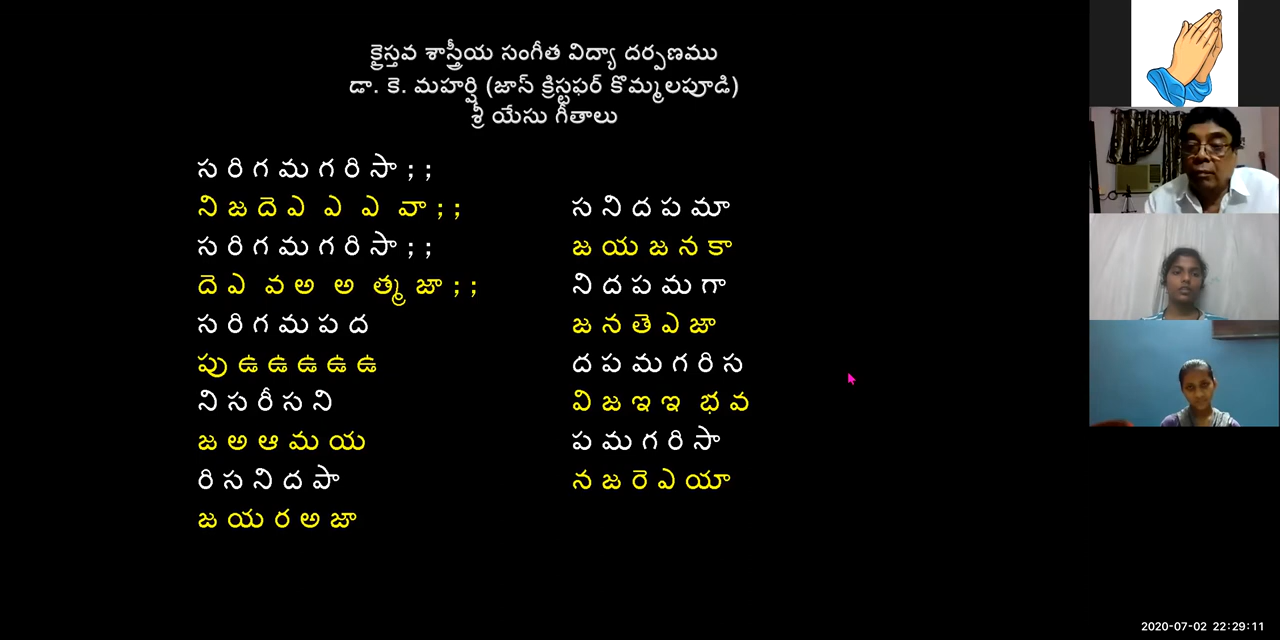 క్రైస్తవ శాస్త్రీయ సంగీత విద్యా దర్పణము
డా. కె. మహర్షి (జాస్ క్రిస్టఫర్ కొమ్మలపూడి)
శ్రీ యేసు గీతాలు
స రి గ మ గ రి సా ; ;
ని జ దె ఎ ఎ ఎ వా ; ;
స రి గ మ గ రి సా ; ;
దె ఎ వ అ అ త్మ జా ; ;
స రి గ మ ప ద
పు ఉ ఉ ఉ ఉ ఉ
ని స రీ స ని
జ అ ఆ మ య
రి స ని ద పా
జ య ర అ జా
స ని ద ప మా
జ య జ న కా
ని ద ప మ గా
జ న తె ఎ జా
ద ప మ గ రి స
వి జ ఇ ఇ భ వ
ప మ గ రి సా
న జ రె ఎ యా
2020-07-02 22:29:11